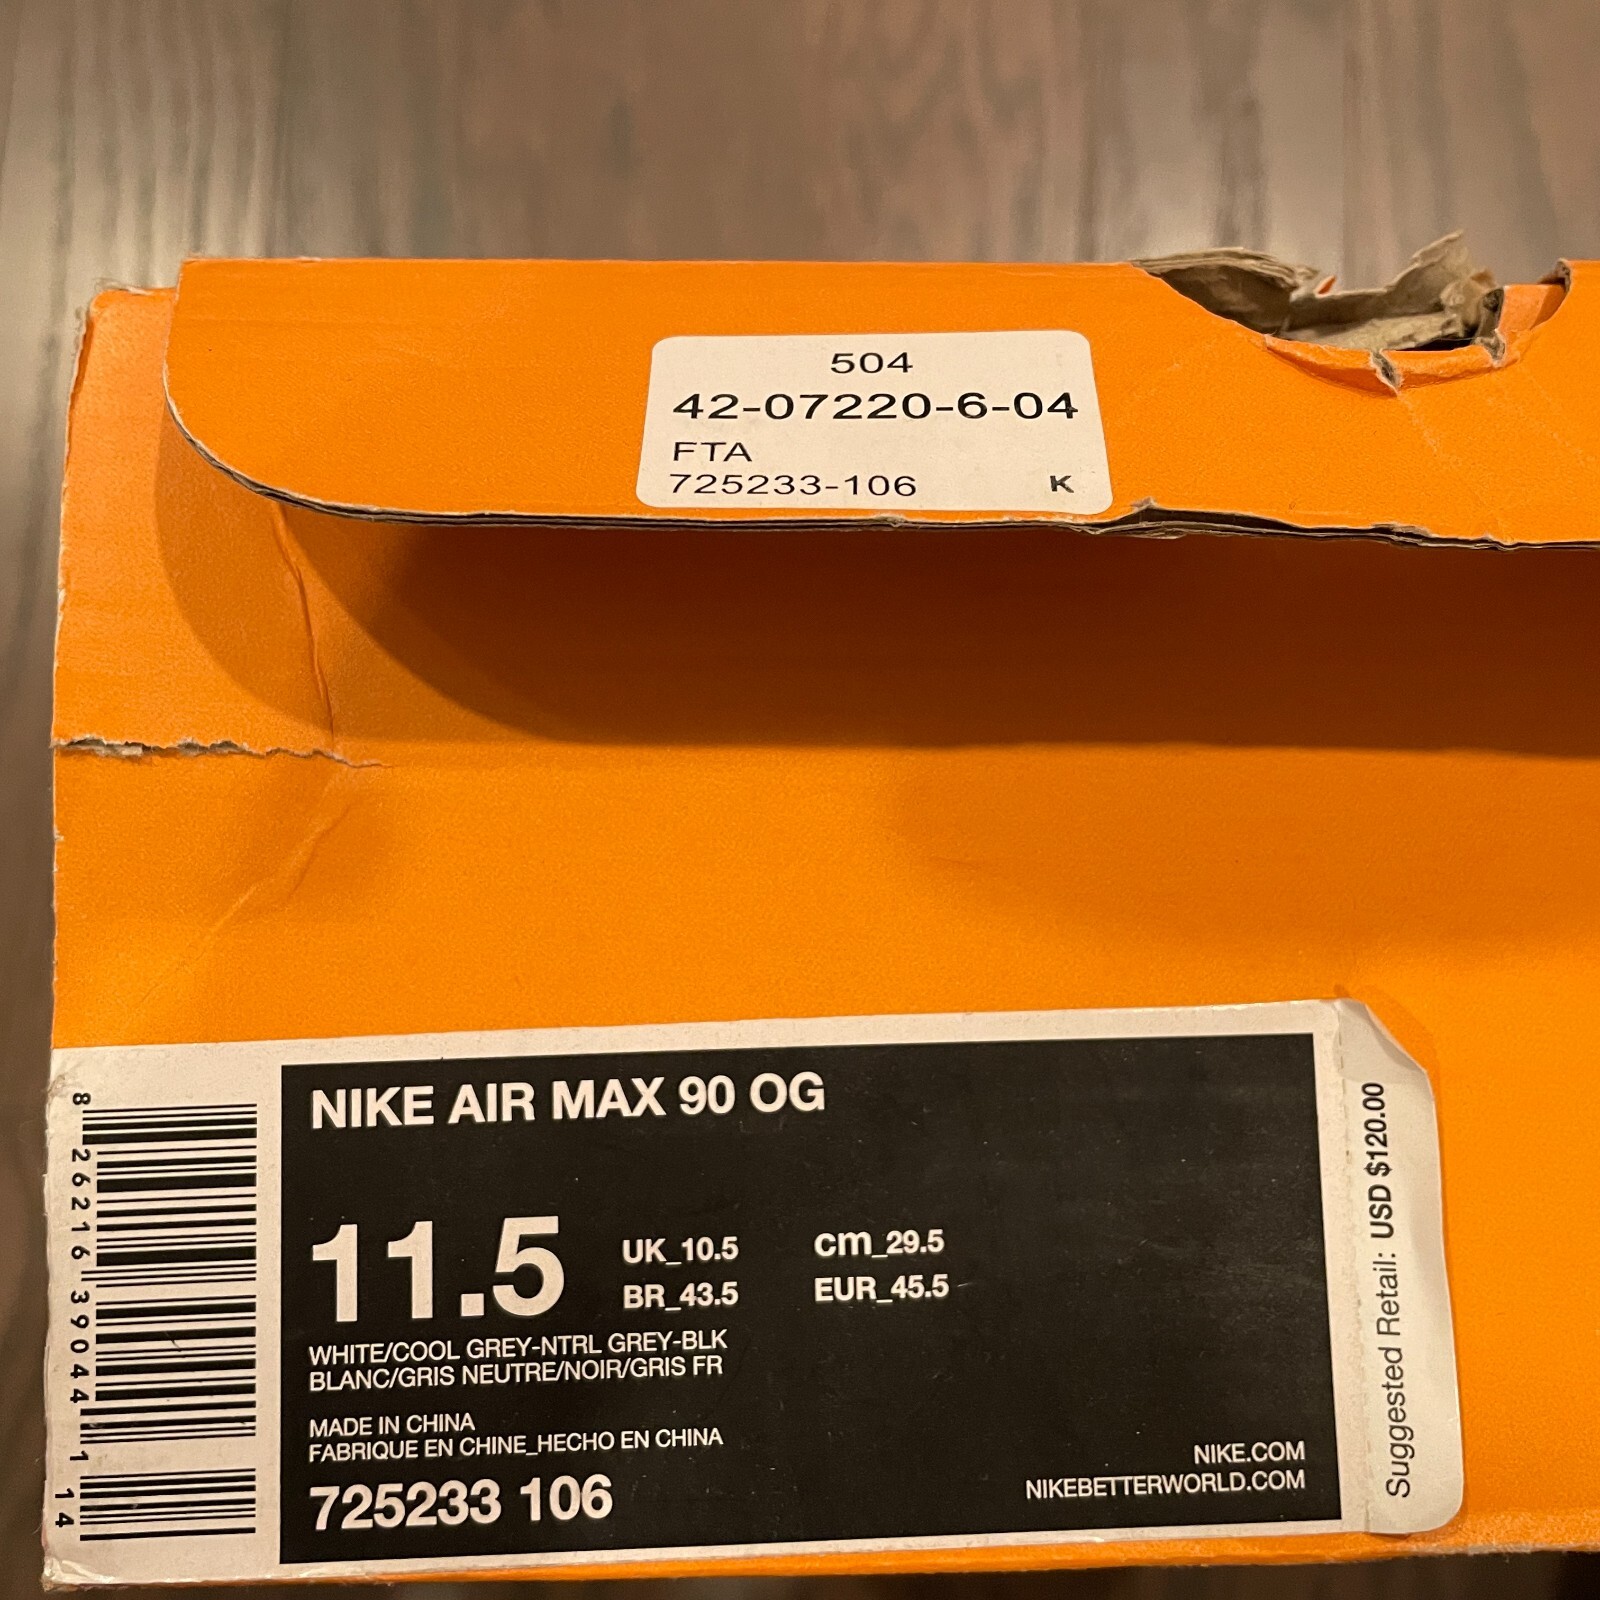 504
42-07220-6-04
FTA
725233-106 K
NIKE AIR MAX 90 OG
11.5
UK_10.5 cm_29.5
BR_43.5 EUR_45.5
WHITE/COOL GREY-NTRL GREY-BLK
BLANC/GRIS NEUTRE/NOIR/GRIS FR
MADE IN CHINA
FABRIQUE EN CHINE_HECHO EN CHINA
725233 106
NIKE.COM
NIKEBETTERWORLD.COM
8 26216 39044 1 14
Suggested Retail: USD $120.00